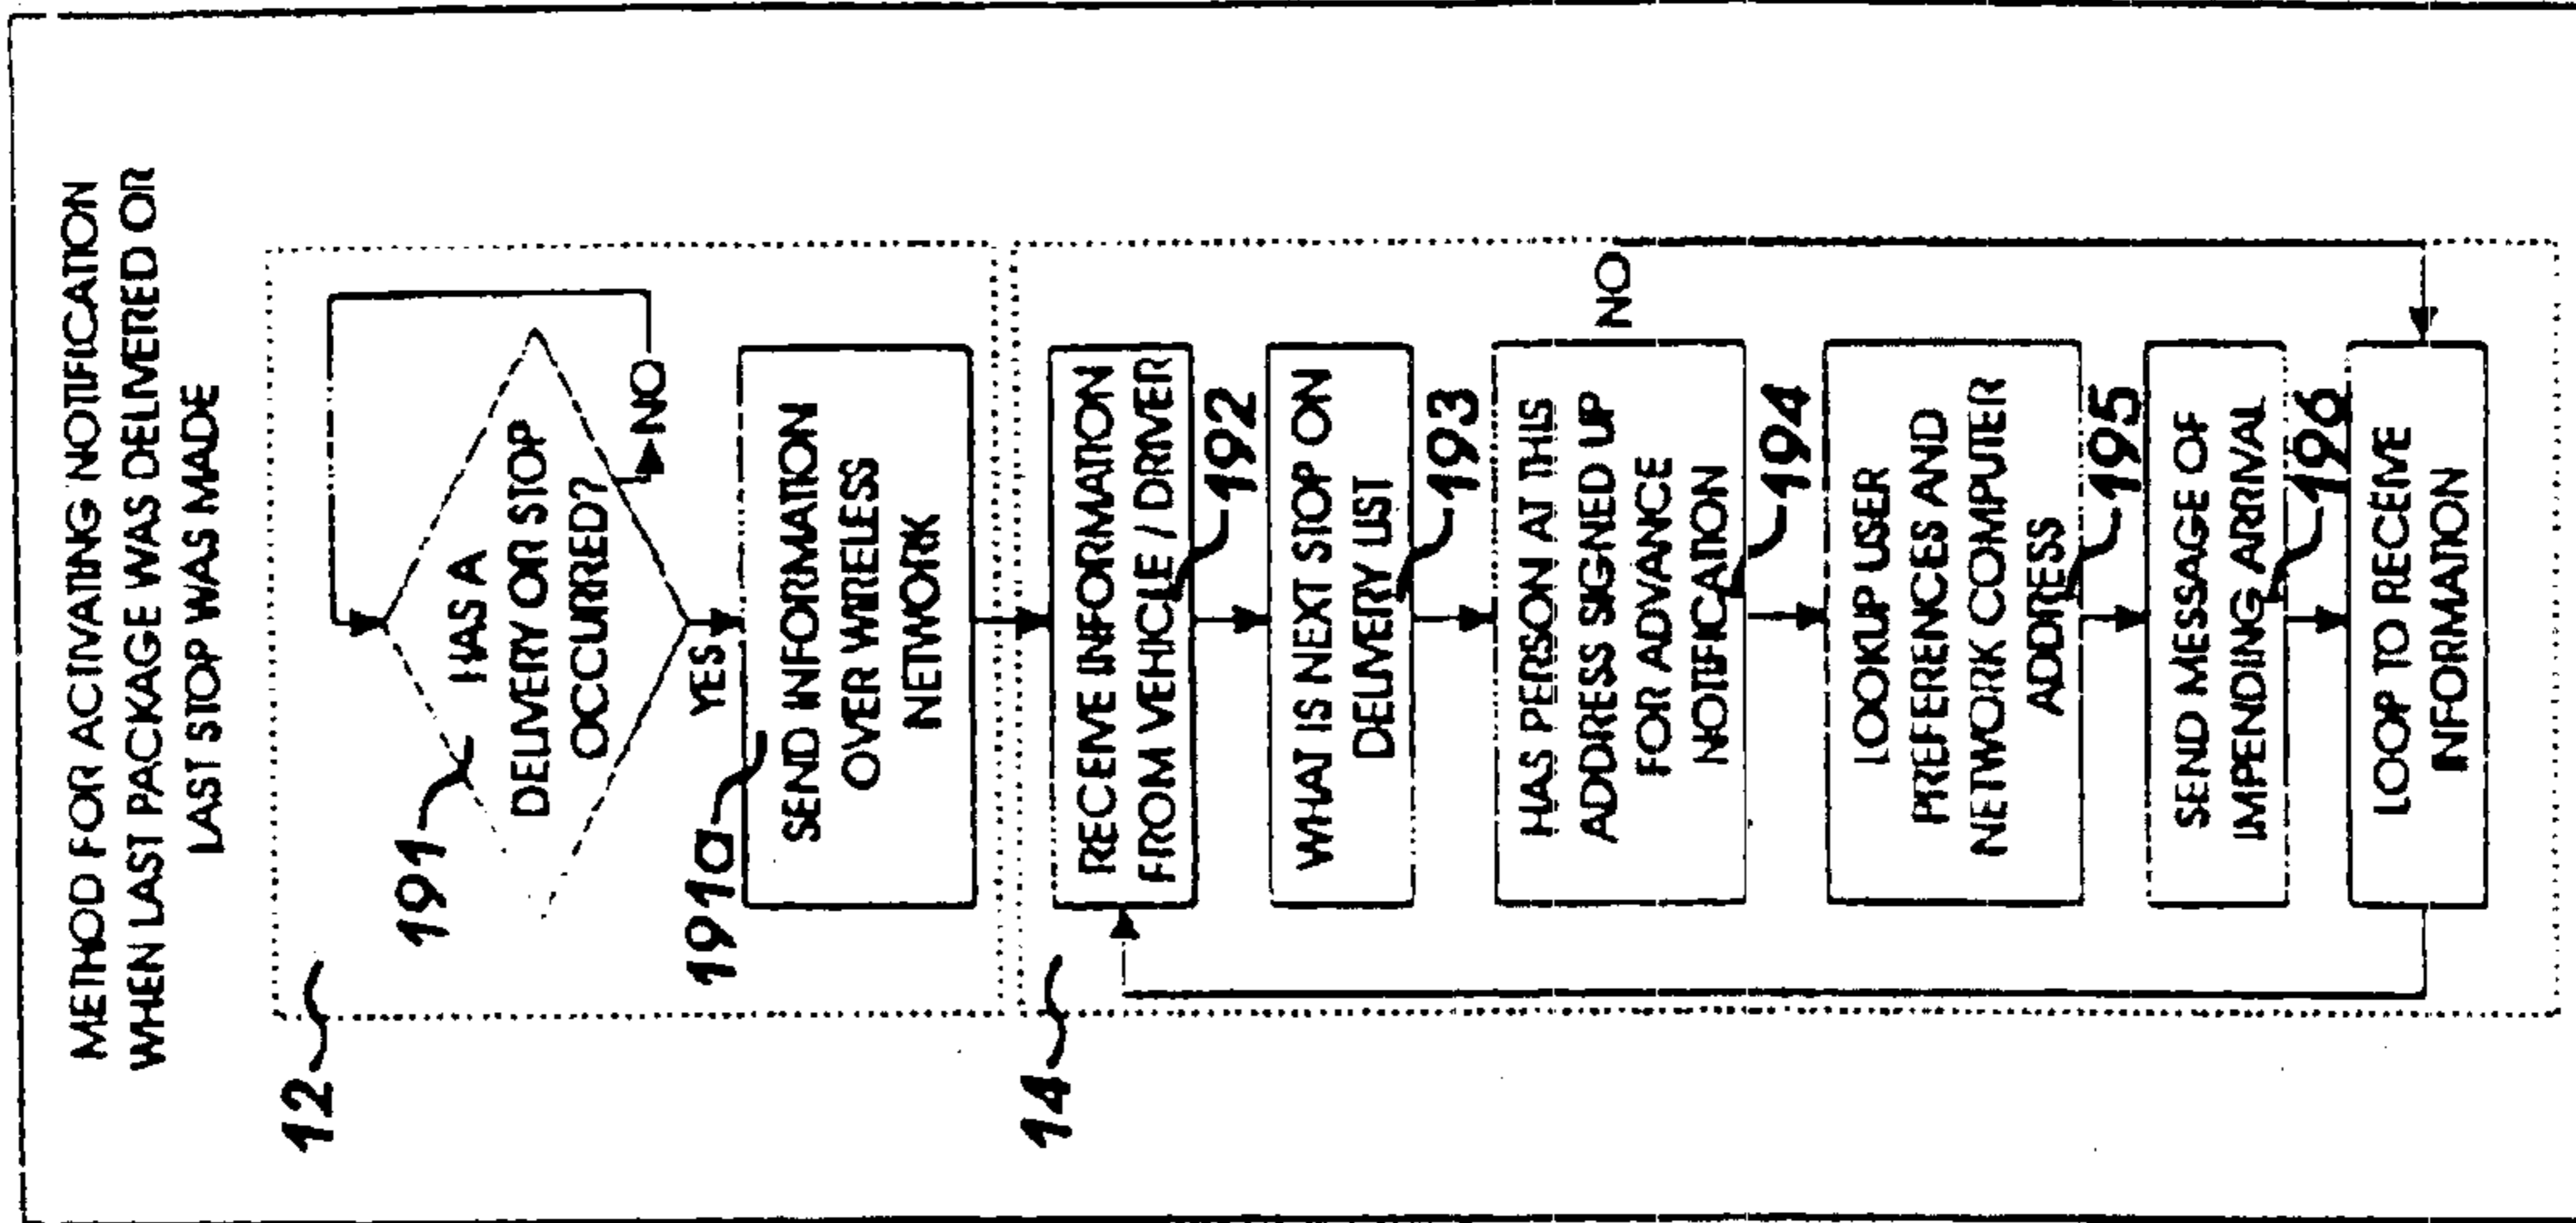 METHOD FOR ACTIVATING NOTIFICATION
WHEN LAST PACKAGE WAS DELIVERED OR
LAST STOP WAS MADE
12
191
HAS A
DELIVERY OR STOP
OCCURRED?
NO
YES
191a
SEND INFORMATION
OVER WIRELESS
NETWORK
14
RECEIVE INFORMATION
FROM VEHICLE / DRIVER
192
WHAT IS NEXT STOP ON
DELIVERY LIST
193
HAS PERSON AT THIS
ADDRESS SIGNED UP
FOR ADVANCE
NOTIFICATION
NO
194
LOOKUP USER
PREFERENCES AND
NETWORK COMPUTER
ADDRESS
195
SEND MESSAGE OF
IMPENDING ARRIVAL
196
LOOP TO RECEIVE
INFORMATION